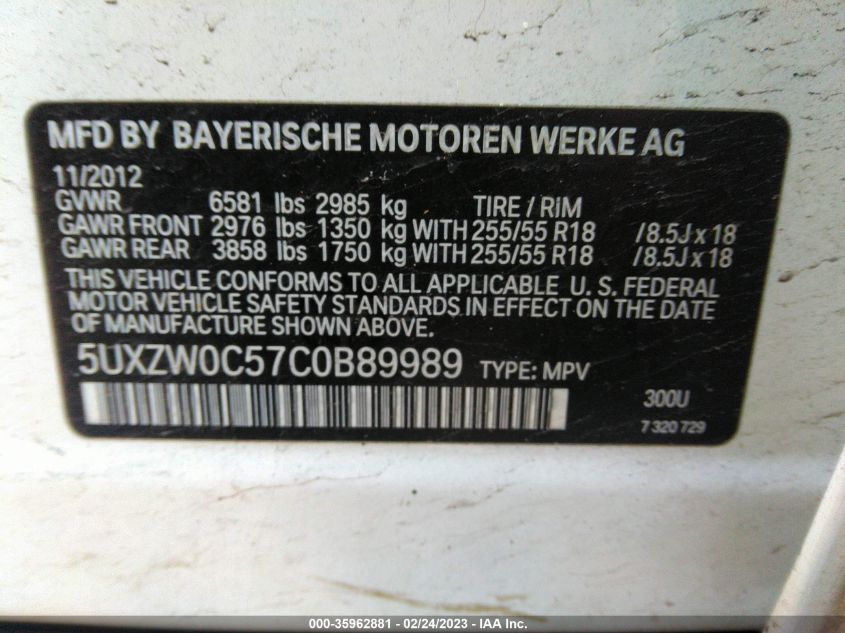 MFD BY BAYERISCHE MOTOREN WERKE AG
11/2012
GVWR 6581 lbs 2985 kg TIRE / RIM
GAWR FRONT 2976 lbs 1350 kg WITH 255/55 R18 /8.5J x 18
GAWR REAR 3858 lbs 1750 kg WITH 255/55 R18 /8.5J x 18
THIS VEHICLE CONFORMS TO ALL APPLICABLE U. S. FEDERAL
MOTOR VEHICLE SAFETY STANDARDS IN EFFECT ON THE DATE
OF MANUFACTURE SHOWN ABOVE.
5UXZW0C57C0B89989 TYPE: MPV
300U
7 320 729
000-35962881 - 02/24/2023 - IAA Inc.